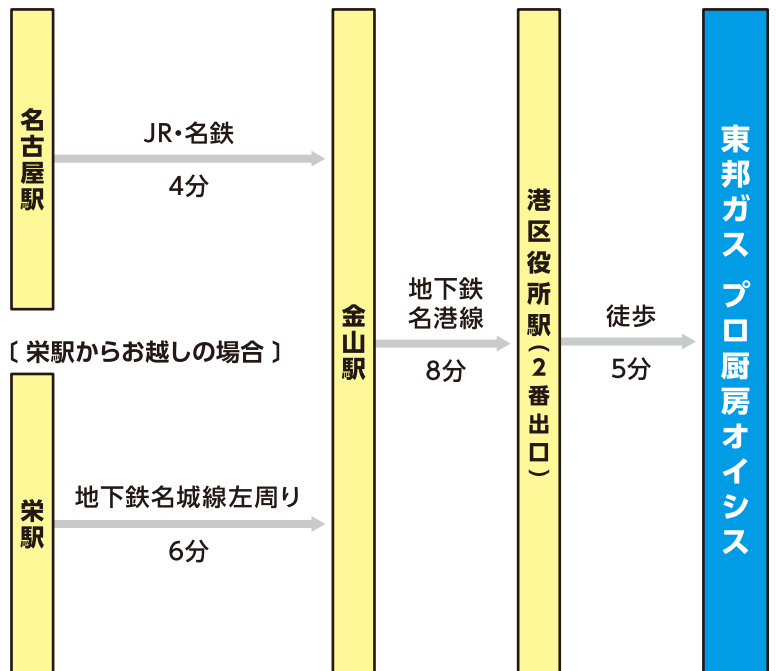 名古屋駅
JR・名鉄
4分
〔 栄駅からお越しの場合 〕
栄駅
地下鉄名城線左周り
6分
金山駅
地下鉄
名港線
8分
港区役所駅(2番出口)
徒歩
5分
東邦ガス プロ厨房オイシス